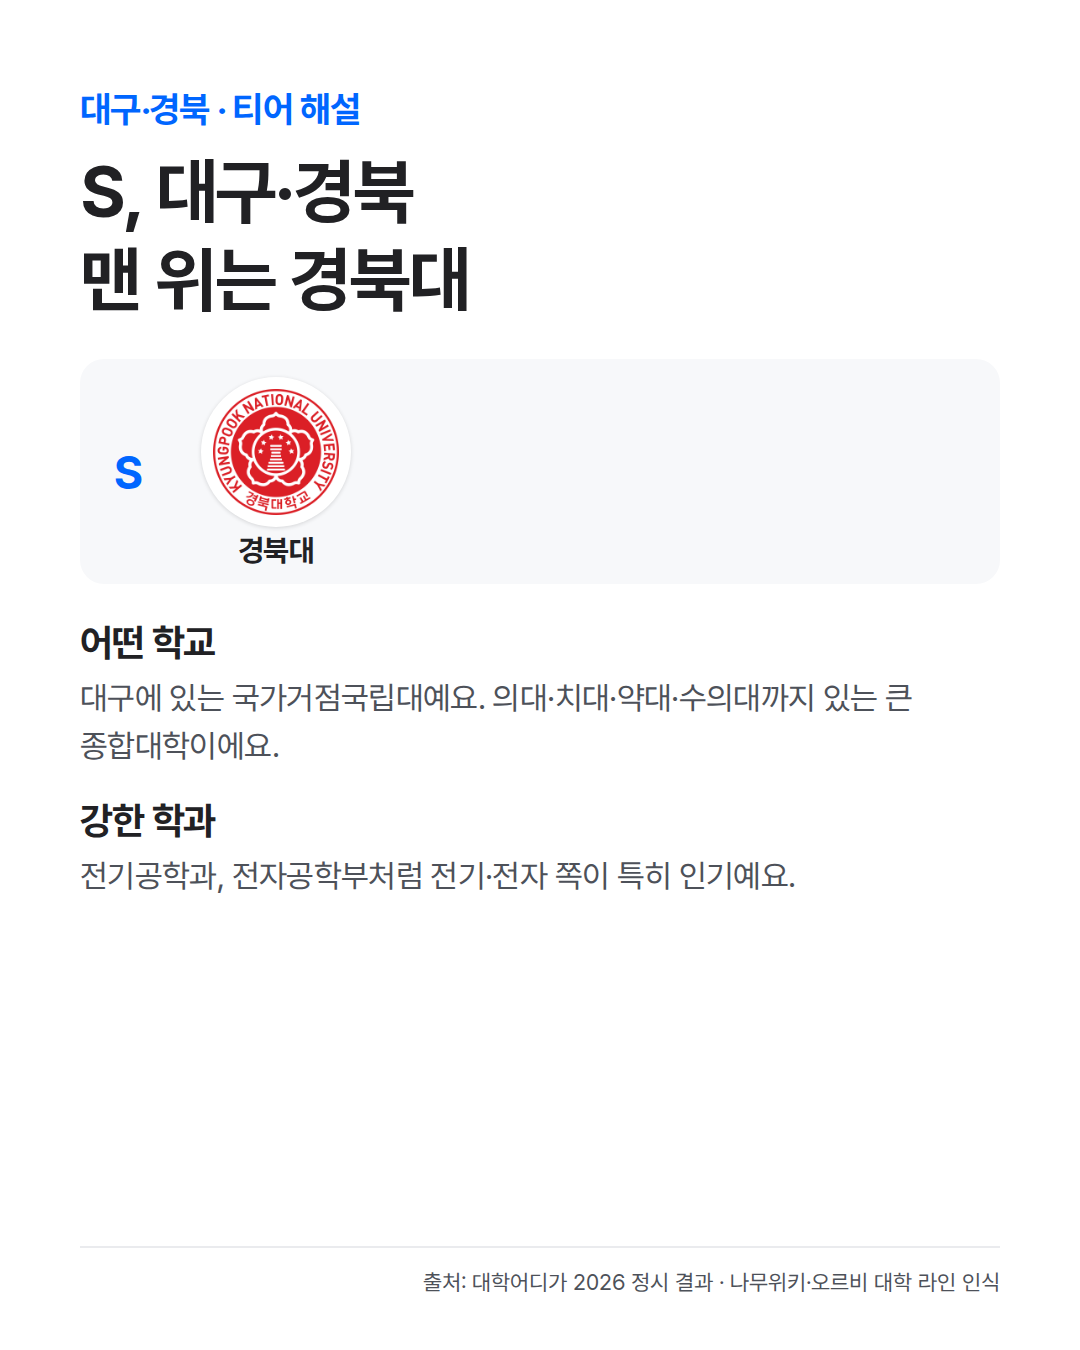 대구·경북 · 티어 해설
S, 대구·경북
맨 위는 경북대
S
KYUNGPOOK NATIONAL UNIVERSITY
경북대학교
경북대
어떤 학교
대구에 있는 국가거점국립대예요. 의대·치대·약대·수의대까지 있는 큰
종합대학이에요.
강한 학과
전기공학과, 전자공학부처럼 전기·전자 쪽이 특히 인기예요.
출처: 대학어디가 2026 정시 결과 · 나무위키·오르비 대학 라인 인식